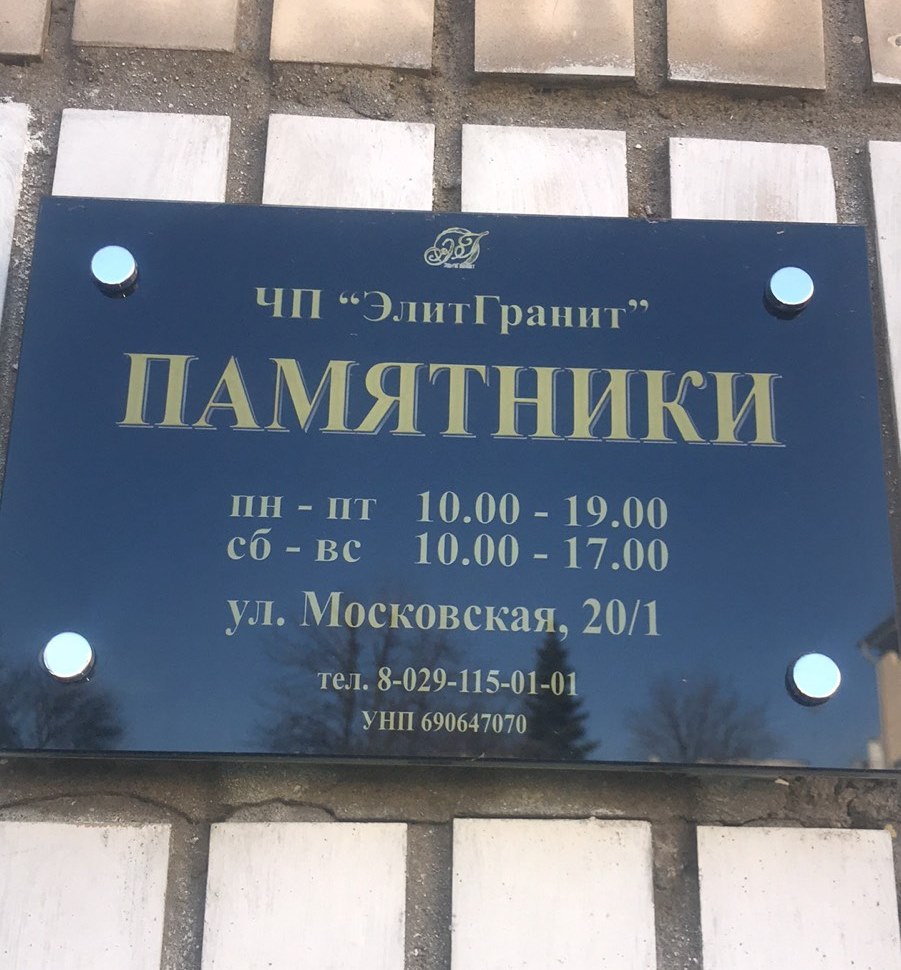 ЧП “ЭлитГранит”
ПАМЯТНИКИ
пн - пт 10.00 - 19.00
сб - вс 10.00 - 17.00
ул. Московская, 20/1
тел. 8-029-115-01-01
УНП 690647070